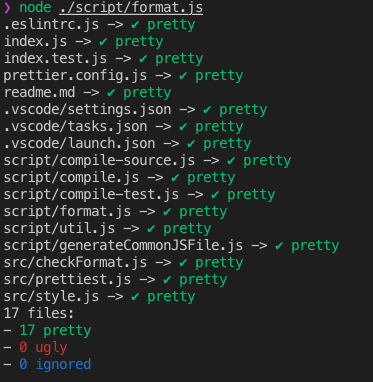 ❯ node ./script/format.js
.eslintrc.js -> ✔ pretty
index.js -> ✔ pretty
index.test.js -> ✔ pretty
prettier.config.js -> ✔ pretty
readme.md -> ✔ pretty
.vscode/settings.json -> ✔ pretty
.vscode/tasks.json -> ✔ pretty
.vscode/launch.json -> ✔ pretty
script/compile-source.js -> ✔ pretty
script/compile.js -> ✔ pretty
script/compile-test.js -> ✔ pretty
script/format.js -> ✔ pretty
script/util.js -> ✔ pretty
script/generateCommonJSFile.js -> ✔ pretty
src/checkFormat.js -> ✔ pretty
src/prettiest.js -> ✔ pretty
src/style.js -> ✔ pretty
17 files:
- 17 pretty
- 0 ugly
- 0 ignored